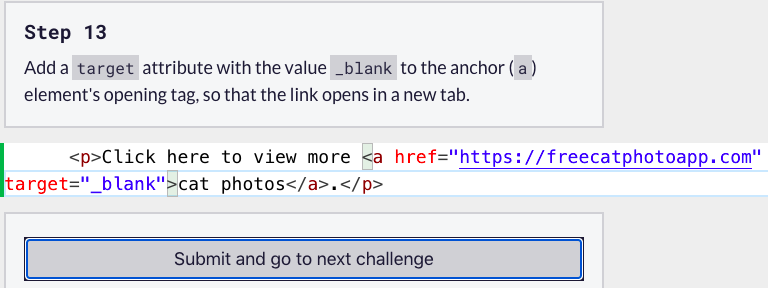 Step 13
Add a target attribute with the value _blank to the anchor (a)
element's opening tag, so that the link opens in a new tab.
<p>Click here to view more <a href="https://freecatphotoapp.com"
target="_blank">cat photos</a>.</p>
Submit and go to next challenge